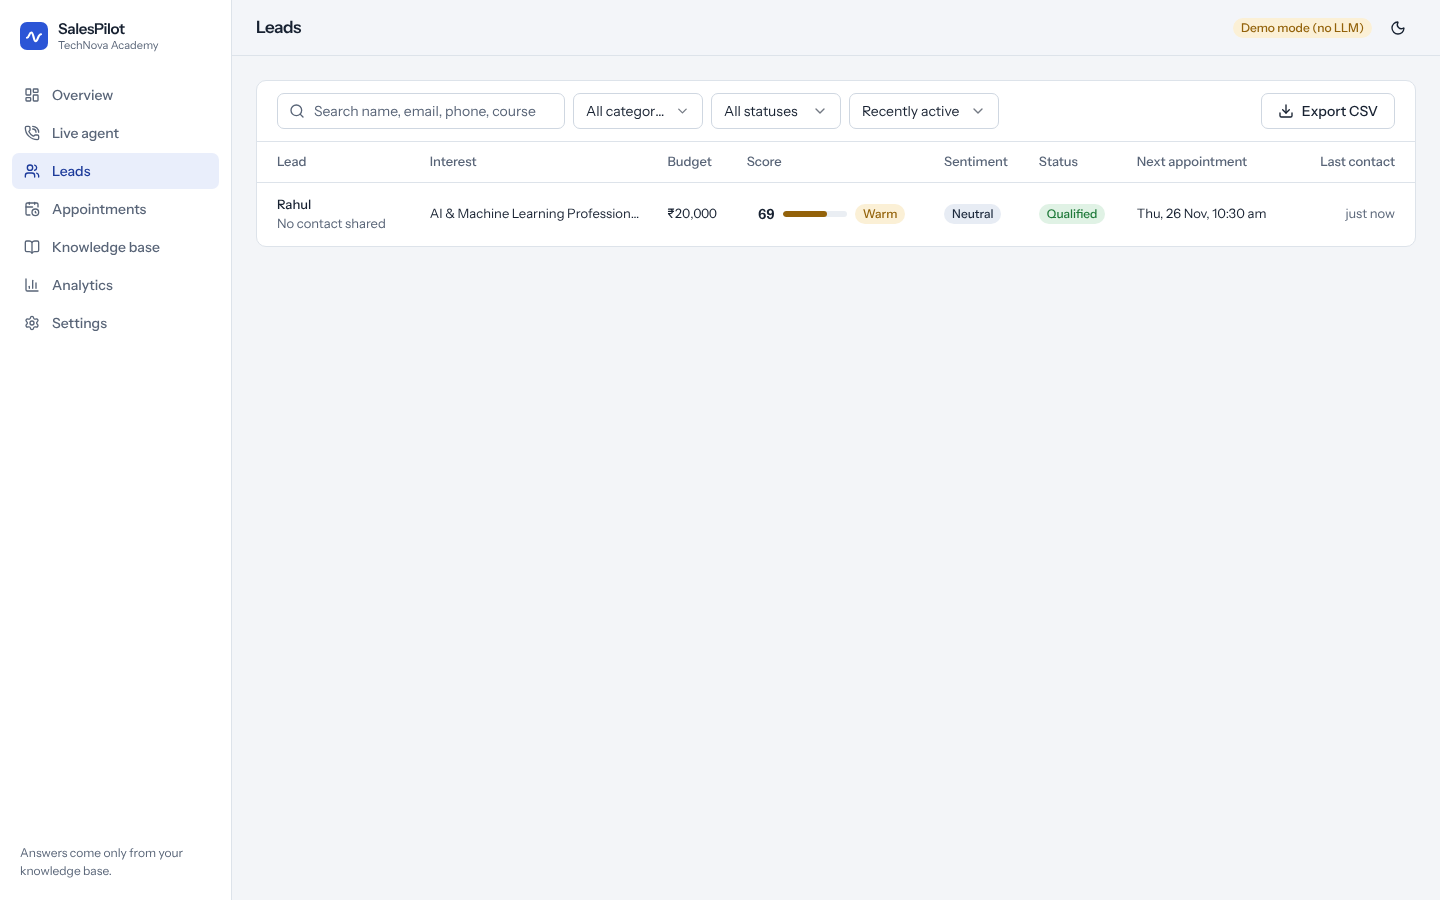 SalesPilot
TechNova Academy
Overview
Live agent
Leads
Appointments
Knowledge base
Analytics
Settings
Answers come only from your
knowledge base.
Leads
Demo mode (no LLM)
Search name, email, phone, course
All categor...
All statuses
Recently active
Export CSV
Lead Interest Budget Score Sentiment Status Next appointment Last contact
Rahul
No contact shared
AI & Machine Learning Profession... ₹20,000 69 Warm Neutral Qualified Thu, 26 Nov, 10:30 am just now